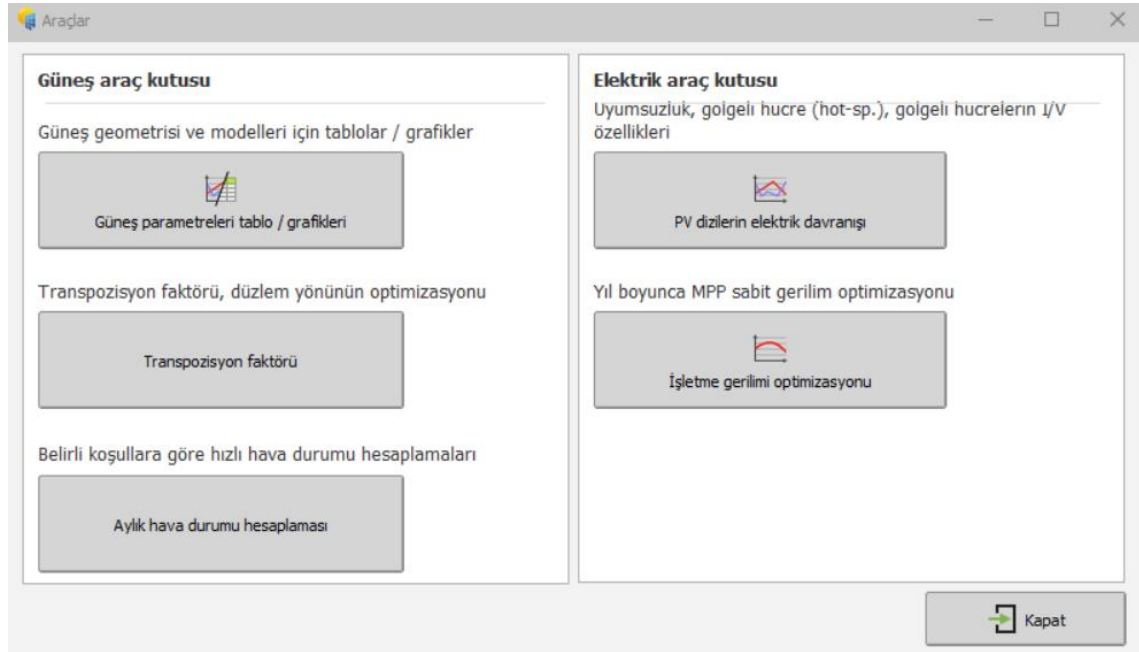 Araçlar
Güneş araç kutusu
Güneş geometrisi ve modelleri için tablolar / grafikler
Güneş parametreleri tablo / grafikleri
Transpozisyon faktörü, düzlem yönünün optimizasyonu
Transpozisyon faktörü
Belirli koşullara göre hızlı hava durumu hesaplamaları
Aylık hava durumu hesaplaması
Elektrik araç kutusu
Uyumsuzluk, gölgeli hücre (hot-sp.), gölgeli hücrelerin I/V
özellikleri
PV dizilerin elektrik davranışı
Yıl boyunca MPP sabit gerilim optimizasyonu
İşletme gerilimi optimizasyonu
Kapat